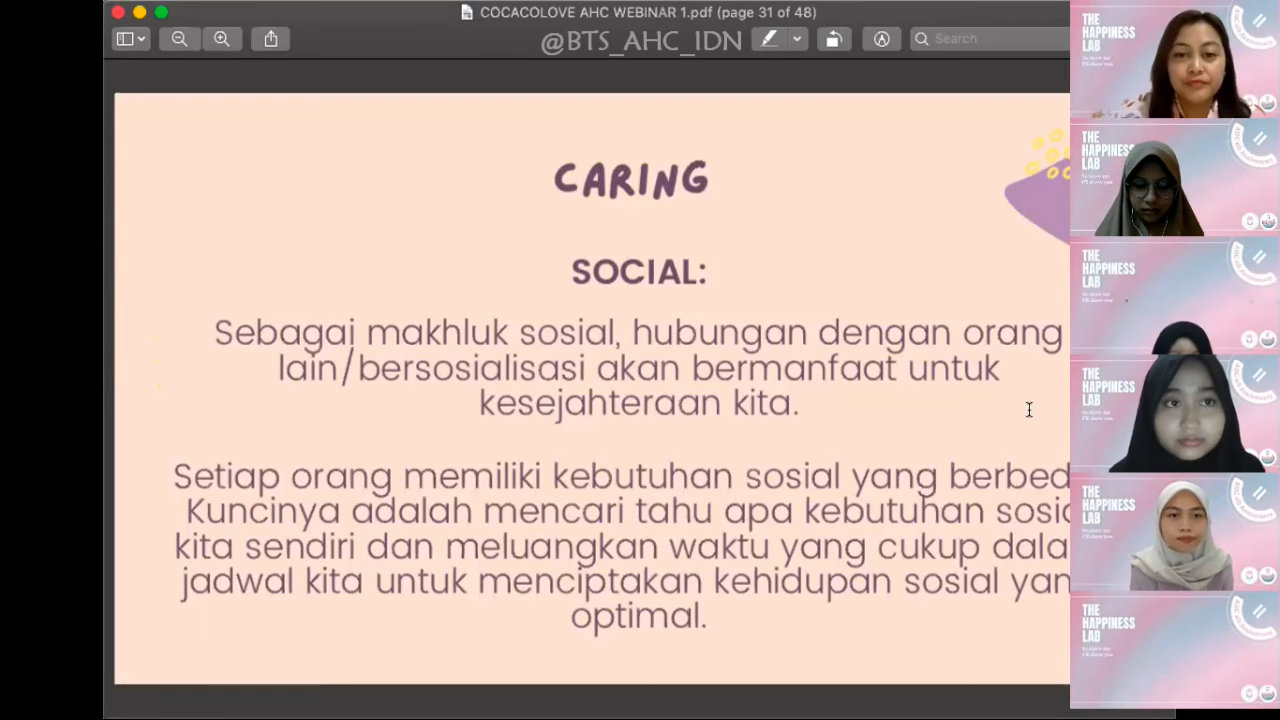 COCACOLOVE AHC WEBINAR 1.pdf (page 31 of 48)
@BTS_AHC_IDN
Search
CARING
SOCIAL:
Sebagai makhluk sosial, hubungan dengan orang
lain/bersosialisasi akan bermanfaat untuk
kesejahteraan kita.
Setiap orang memiliki kebutuhan sosial yang berbed
Kuncinya adalah mencari tahu apa kebutuhan sosia
kita sendiri dan meluangkan waktu yang cukup dala
jadwal kita untuk menciptakan kehidupan sosial yan
optimal.
THE
HAPPINESS
LAB
THE
HAPPINESS
LAB
THE
HAPPINESS
LAB
THE
HAPPINESS
LAB
THE
HAPPINESS
LAB
THE
HAPPINESS
LAB